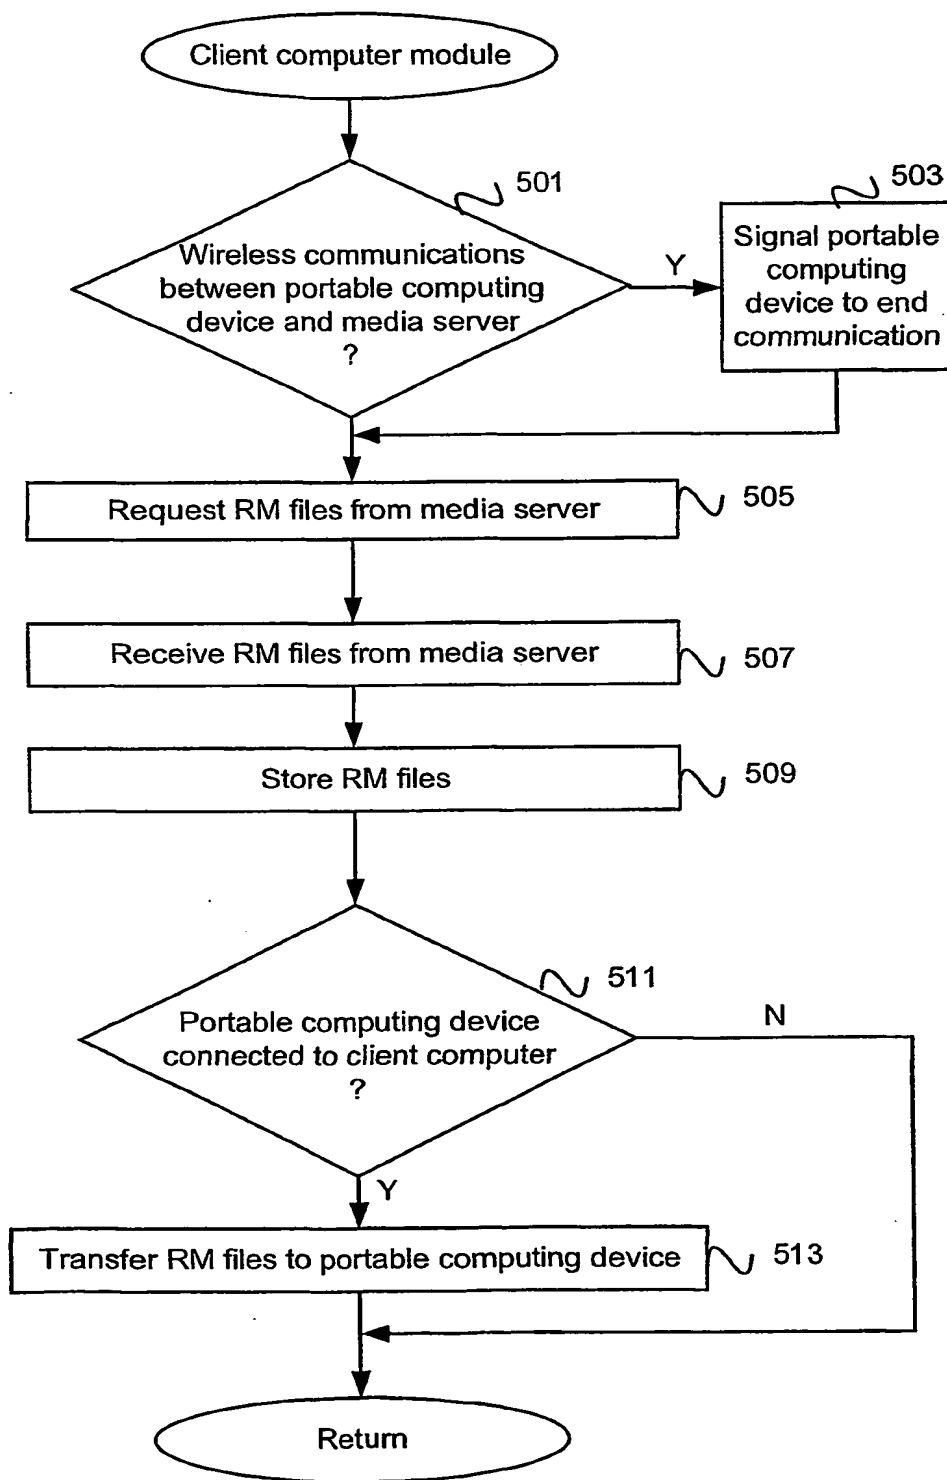 Client computer module
501
503
Wireless communications
between portable computing
device and media server
?
Y
Signal portable
computing
device to end
communication
Request RM files from media server
505
Receive RM files from media server
507
Store RM files
509
511
Portable computing device
connected to client computer
?
N
Y
Transfer RM files to portable computing device
513
Return